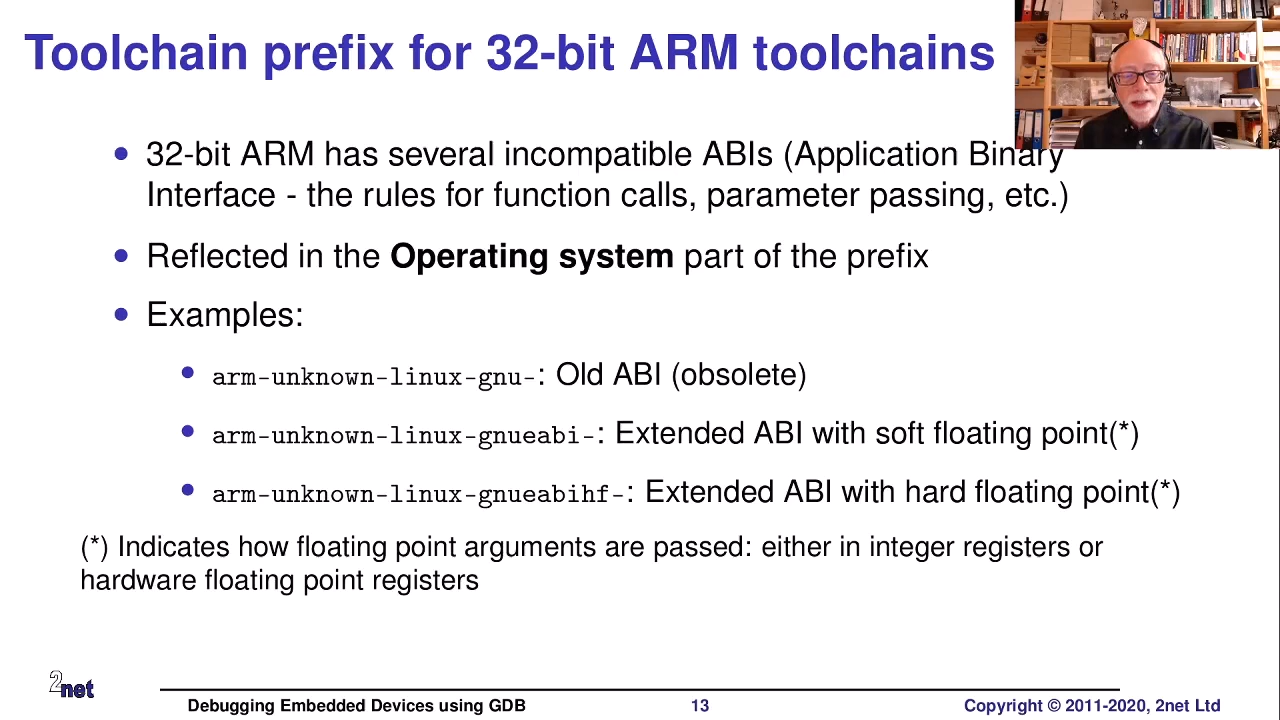 Toolchain prefix for 32-bit ARM toolchains
• 32-bit ARM has several incompatible ABIs (Application Binary
Interface - the rules for function calls, parameter passing, etc.)
• Reflected in the Operating system part of the prefix
• Examples:
• arm-unknown-linux-gnu-: Old ABI (obsolete)
• arm-unknown-linux-gnueabi-: Extended ABI with soft floating point(*)
• arm-unknown-linux-gnueabihf-: Extended ABI with hard floating point(*)
(*) Indicates how floating point arguments are passed: either in integer registers or
hardware floating point registers
2net
Debugging Embedded Devices using GDB 13 Copyright © 2011-2020, 2net Ltd